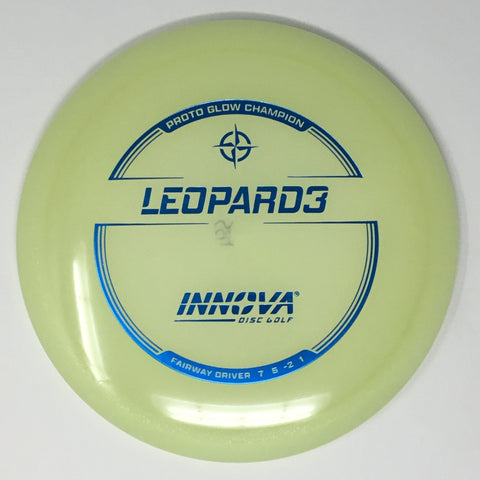 PROTO GLOW CHAMPION
LEOPARD3
INNOVA®
DISC GOLF
FAIRWAY DRIVER 7 5 -2 1